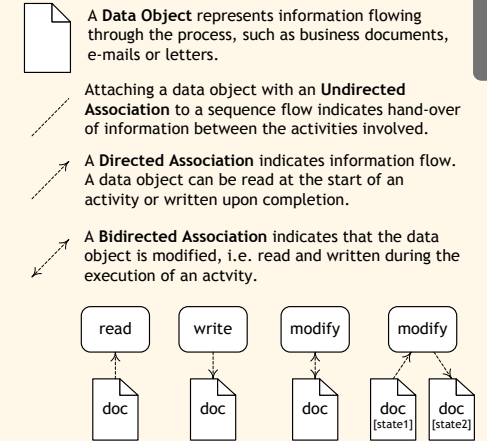 A Data Object represents information flowing
through the process, such as business documents,
e-mails or letters.
Attaching a data object with an Undirected
Association to a sequence flow indicates hand-over
of information between the activities involved.
A Directed Association indicates information flow.
A data object can be read at the start of an
activity or written upon completion.
A Bidirected Association indicates that the data
object is modified, i.e. read and written during the
execution of an actvity.
read write modify modify
doc doc doc doc doc
[state1] [state2]